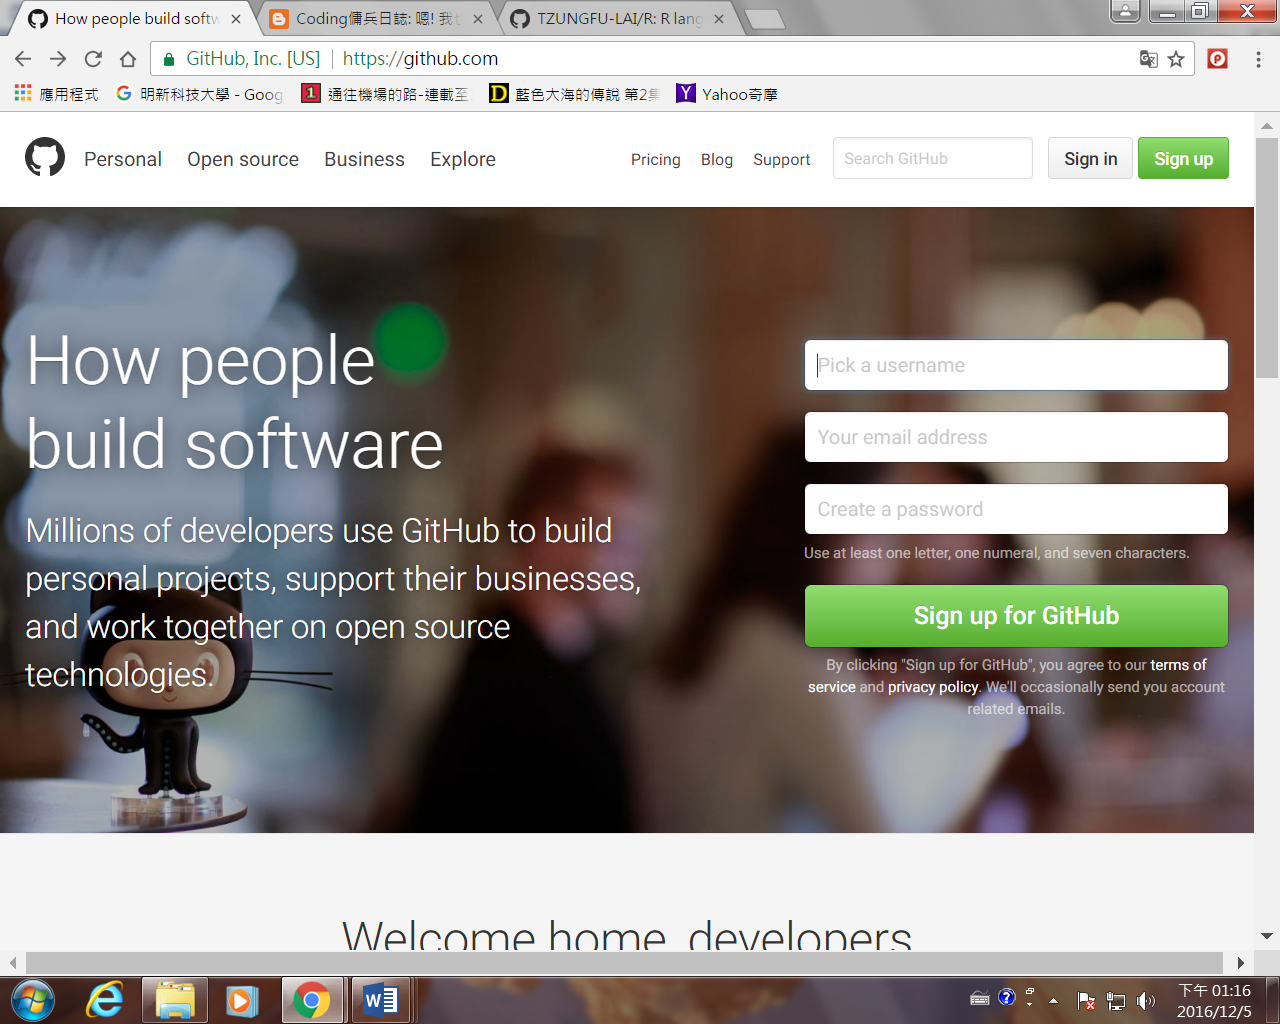 How people build softw
Coding傭兵日誌: 嗯! 我
TZUNGFU-LAI/R: R lang
GitHub, Inc. [US]
https://github.com
應用程式
明新科技大學 - Goog
通往機場的路-連載至
藍色大海的傳說 第2集
Yahoo奇摩
Personal
Open source
Business
Explore
Pricing
Blog
Support
Search GitHub
Sign in
Sign up
How people
build software
Millions of developers use GitHub to build
personal projects, support their businesses,
and work together on open source
technologies.
Pick a username
Your email address
Create a password
Use at least one letter, one numeral, and seven characters.
Sign up for GitHub
By clicking "Sign up for GitHub", you agree to our terms of
service and privacy policy. We'll occasionally send you account
related emails.
Welcome home, developers
下午 01:16
2016/12/5